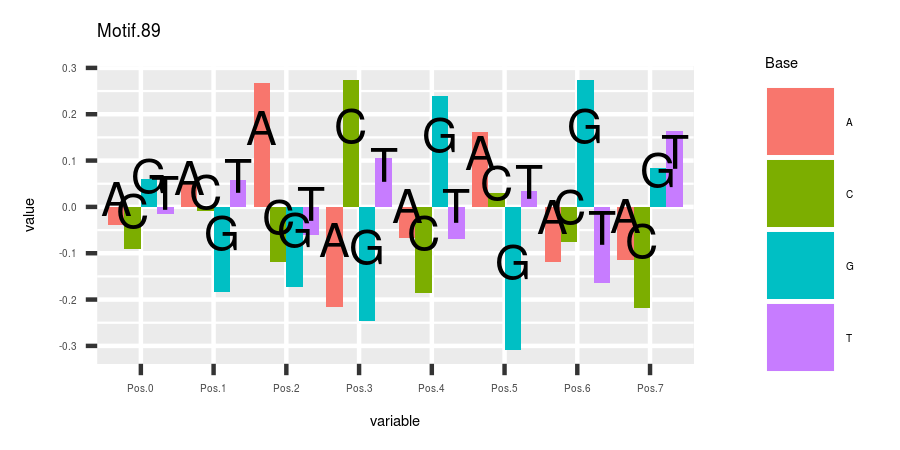 Motif.89
Base
0.3
0.2
0.1
0.0
-0.1
-0.2
-0.3
value
A C G T
A C G T
A C G T
A C G T
A C G T
A C G T
A C G T
A C G T
Pos.0 Pos.1 Pos.2 Pos.3 Pos.4 Pos.5 Pos.6 Pos.7
variable
A
C
G
T